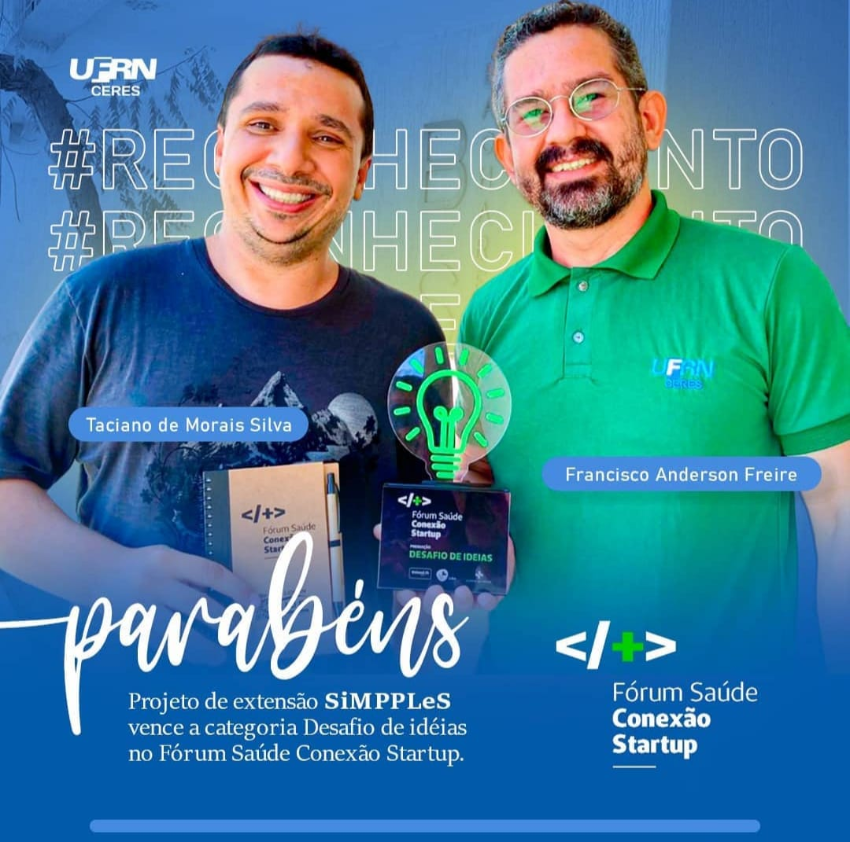 UFRN
CERES
#RECONHECIMENTO
#RECONHECIMENTO
UFRN
CERES
Taciano de Morais Silva
Francisco Anderson Freire
</+>
Fórum Saúde
Conexão
Startup
</+>
Fórum Saúde
Conexão
Startup
PREMIAÇÃO
DESAFIO DE IDEIAS
parabéns
Projeto de extensão SiMPPLeS
vence a categoria Desafio de idéias
no Fórum Saúde Conexão Startup.
</+>
Fórum Saúde
Conexão
Startup